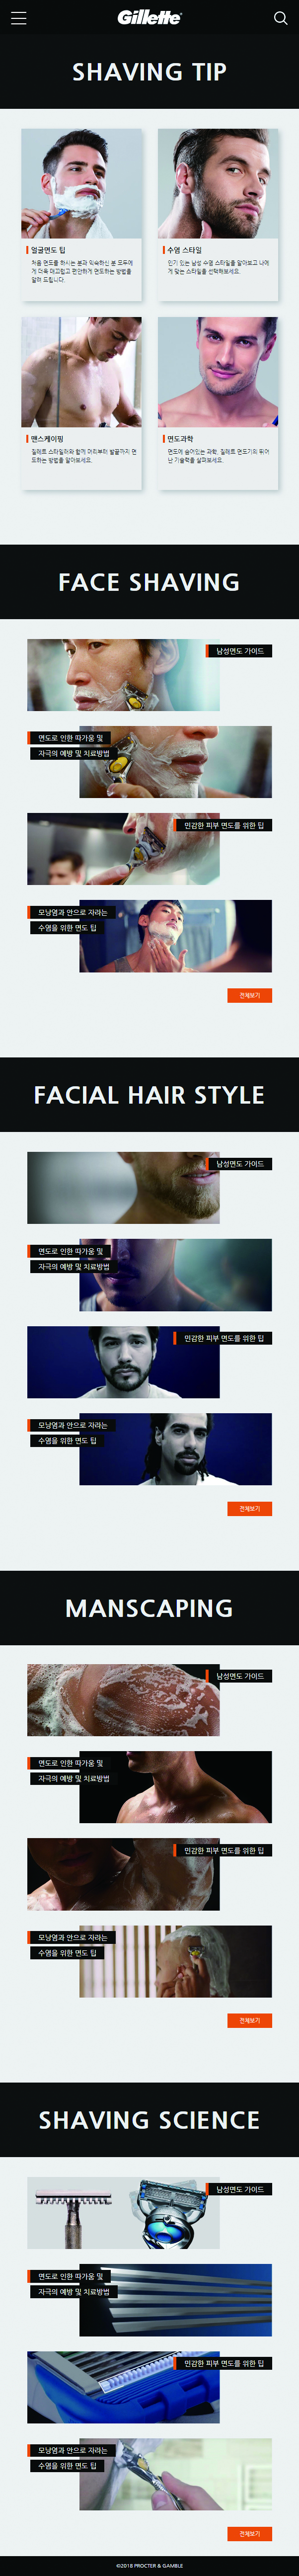 Gillette
SHAVING TIP
얼굴면도 팁
처음 면도를 하시는 분과 익숙하신 분 모두에
게 더욱 매끄럽고 편안하게 면도하는 방법을
알려 드립니다.
수염 스타일
인기 있는 남성 수염 스타일을 알아보고 나에
게 맞는 스타일을 선택해보세요.
맨스케이핑
질레트 스타일러와 함께 머리부터 발끝까지 면
도하는 방법을 알아보세요.
면도과학
면도에 숨어있는 과학, 질레트 면도기의 뛰어
난 기술력을 살펴보세요.
FACE SHAVING
남성면도 가이드
면도로 인한 따가움 및
자극의 예방 및 치료방법
민감한 피부 면도를 위한 팁
모낭염과 안으로 자라는
수염을 위한 면도 팁
전체보기
FACIAL HAIR STYLE
남성면도 가이드
면도로 인한 따가움 및
자극의 예방 및 치료방법
민감한 피부 면도를 위한 팁
모낭염과 안으로 자라는
수염을 위한 면도 팁
전체보기
MANSCAPING
남성면도 가이드
면도로 인한 따가움 및
자극의 예방 및 치료방법
민감한 피부 면도를 위한 팁
모낭염과 안으로 자라는
수염을 위한 면도 팁
전체보기
SHAVING SCIENCE
남성면도 가이드
면도로 인한 따가움 및
자극의 예방 및 치료방법
민감한 피부 면도를 위한 팁
모낭염과 안으로 자라는
수염을 위한 면도 팁
전체보기
©2018 PROCTER & GAMBLE